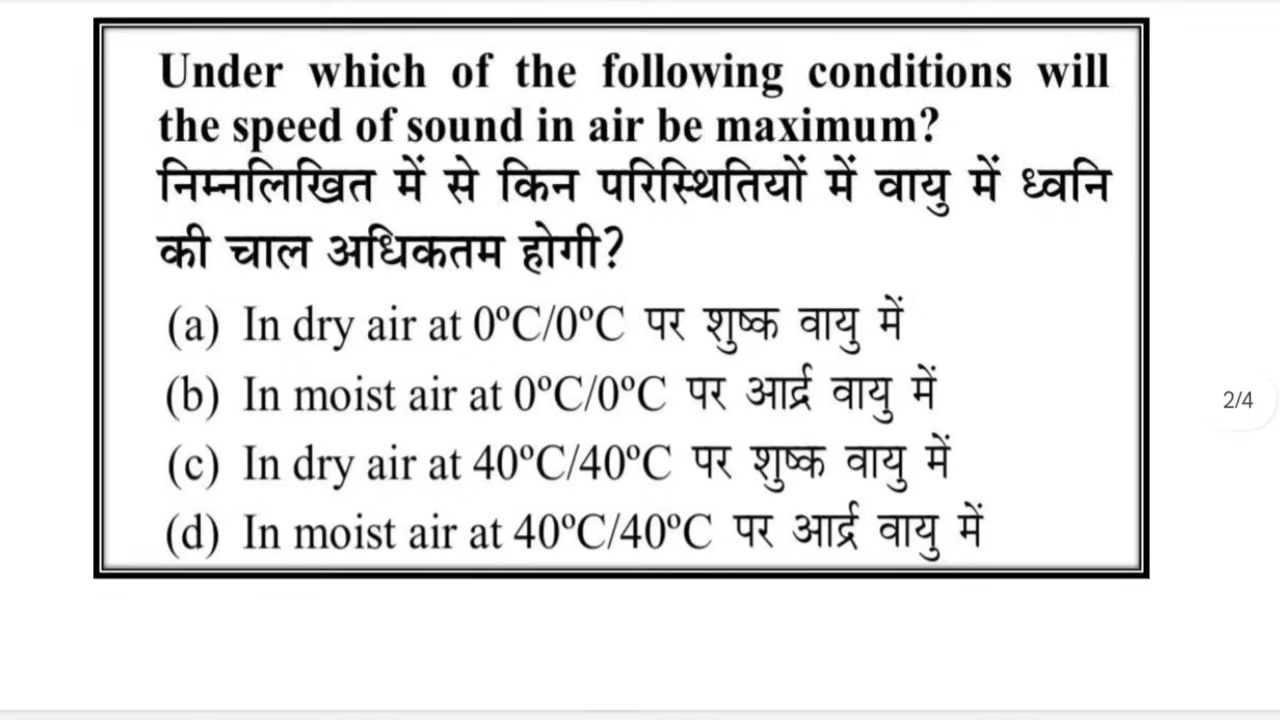 Under which of the following conditions will
the speed of sound in air be maximum?
निम्नलिखित में से किन परिस्थितियों में वायु में ध्वनि
की चाल अधिकतम होगी?
(a) In dry air at 0°C/0°C पर शुष्क वायु में
(b) In moist air at 0°C/0°C पर आर्द्र वायु में
(c) In dry air at 40°C/40°C पर शुष्क वायु में
(d) In moist air at 40°C/40°C पर आर्द्र वायु में
2/4